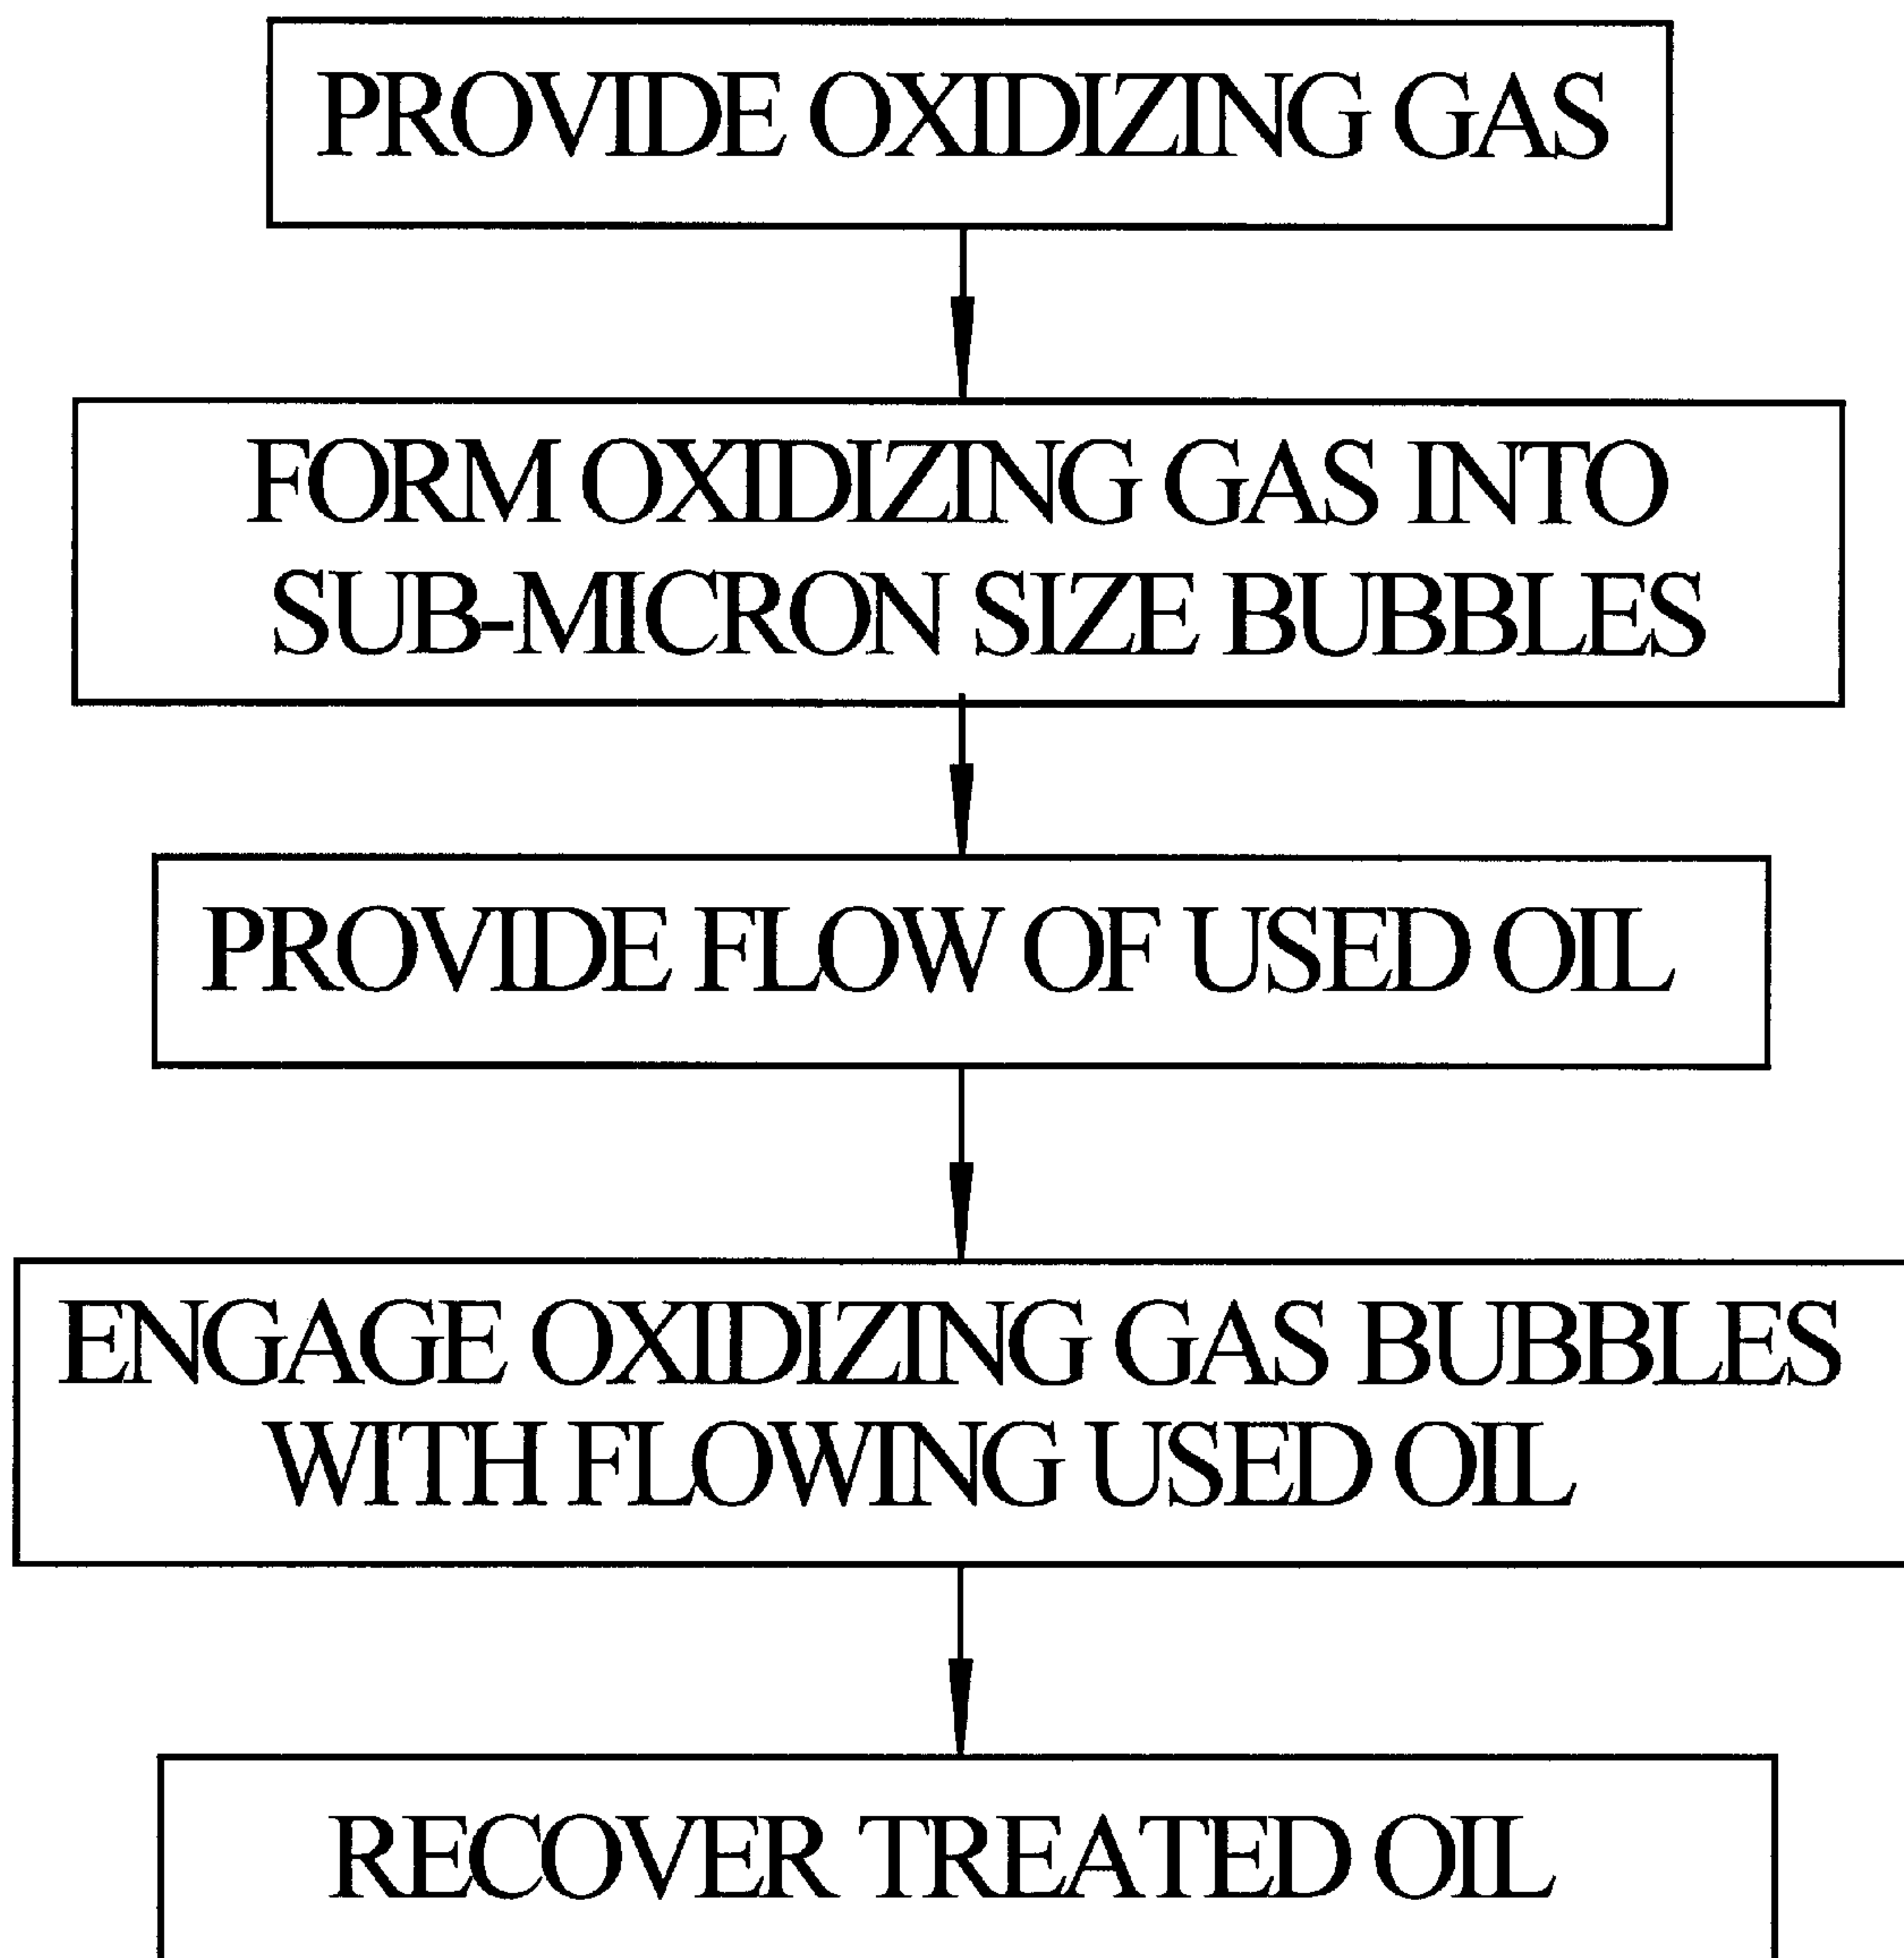 PROVIDE OXIDIZING GAS
FORM OXIDIZING GAS INTO
SUB-MICRON SIZE BUBBLES
PROVIDE FLOW OF USED OIL
ENGAGE OXIDIZING GAS BUBBLES
WITH FLOWING USED OIL
RECOVER TREATED OIL